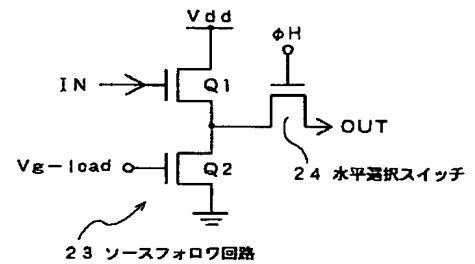 Vdd
φH
IN
Q1
OUT
Vg-load
Q2
24 水平選択スイッチ
23 ソースフォロワ回路